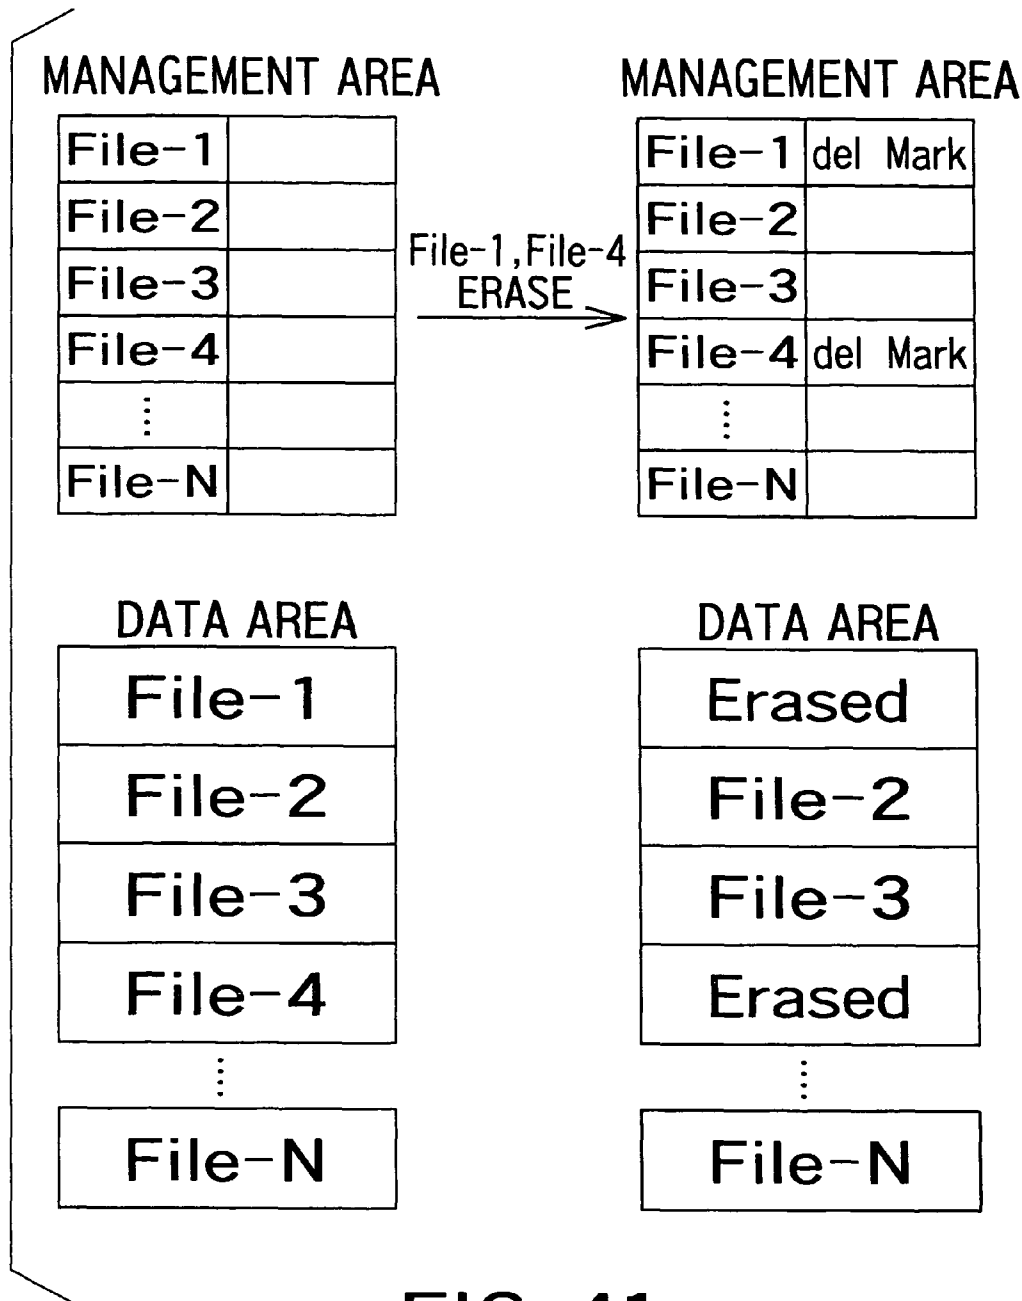 MANAGEMENT AREA
File-1
File-2
File-3
File-4
File-N
File-1,File-4
ERASE
MANAGEMENT AREA
File-1 del Mark
File-2
File-3
File-4 del Mark
File-N
DATA AREA
File-1
File-2
File-3
File-4
File-N
DATA AREA
Erased
File-2
File-3
Erased
File-N